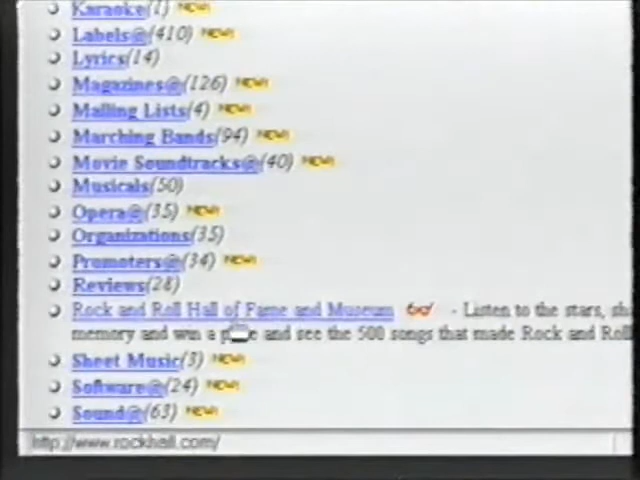 Karaoke(1) NEW!
Labels@(410) NEW!
Lyrics(14)
Magazines@(126) NEW!
Mailing Lists(4) NEW!
Marching Bands(94) NEW!
Movie Soundtracks@(40) NEW!
Musicals(50)
Opera@(35) NEW!
Organizations(35)
Promoters@(34) NEW!
Reviews(28)
Rock and Roll Hall of Fame and Museum - Listen to the stars,
memory and win a and see the 500 songs that made Rock and Roll
Sheet Music(3) NEW!
Software@(24) NEW!
Sound@(63) NEW!
http://www.rockhall.com/